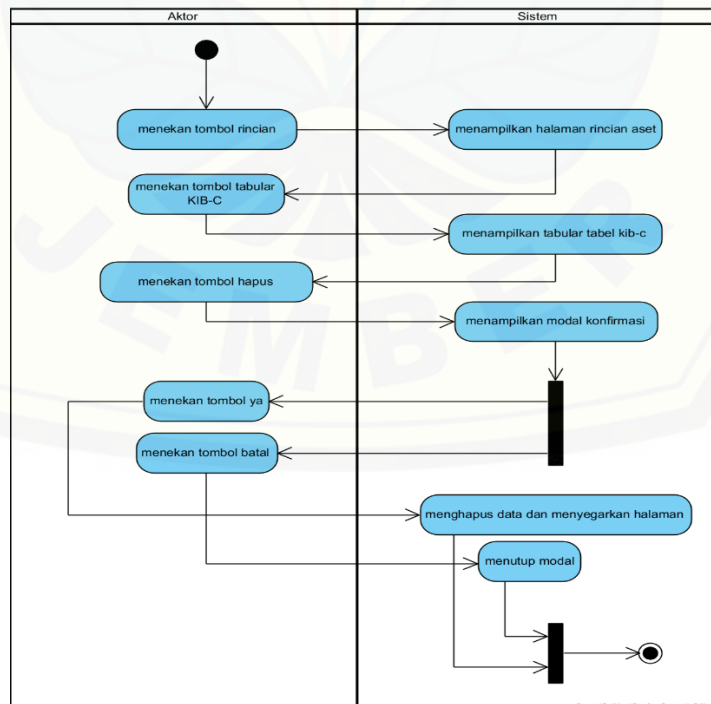 Aktor
Sistem
menekan tombol rincian
menampilkan halaman rincian aset
menekan tombol tabular
KIB-C
menampilkan tabular tabel kib-c
menekan tombol hapus
menampilkan modal konfirmasi
menekan tombol ya
menekan tombol batal
menghapus data dan menyegarkan halaman
menutup modal
JEMBER